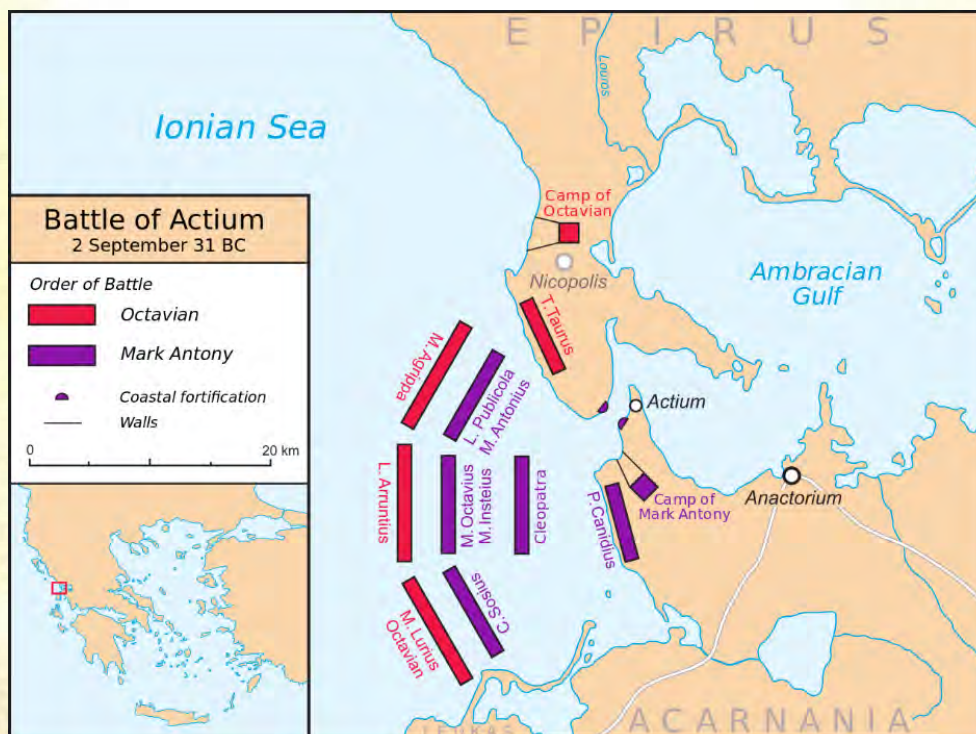 EPIRUS
Louros
Ionian Sea
Camp of
Octavian
Nicopolis
Ambracian
Gulf
Battle of Actium
2 September 31 BC
Order of Battle
Octavian
Mark Antony
Coastal fortification
Walls
0 20 km
T.Taurus
M. Agrippa
L. Publicola
M. Antonius
Actium
L. Arruntius
M. Octavius
M. Insteius
Cleopatra
P. Canidius
Camp of
Mark Antony
Anactorium
C. Sosius
M. Lurius
Octavian
LEUKAS
ACARNANIA